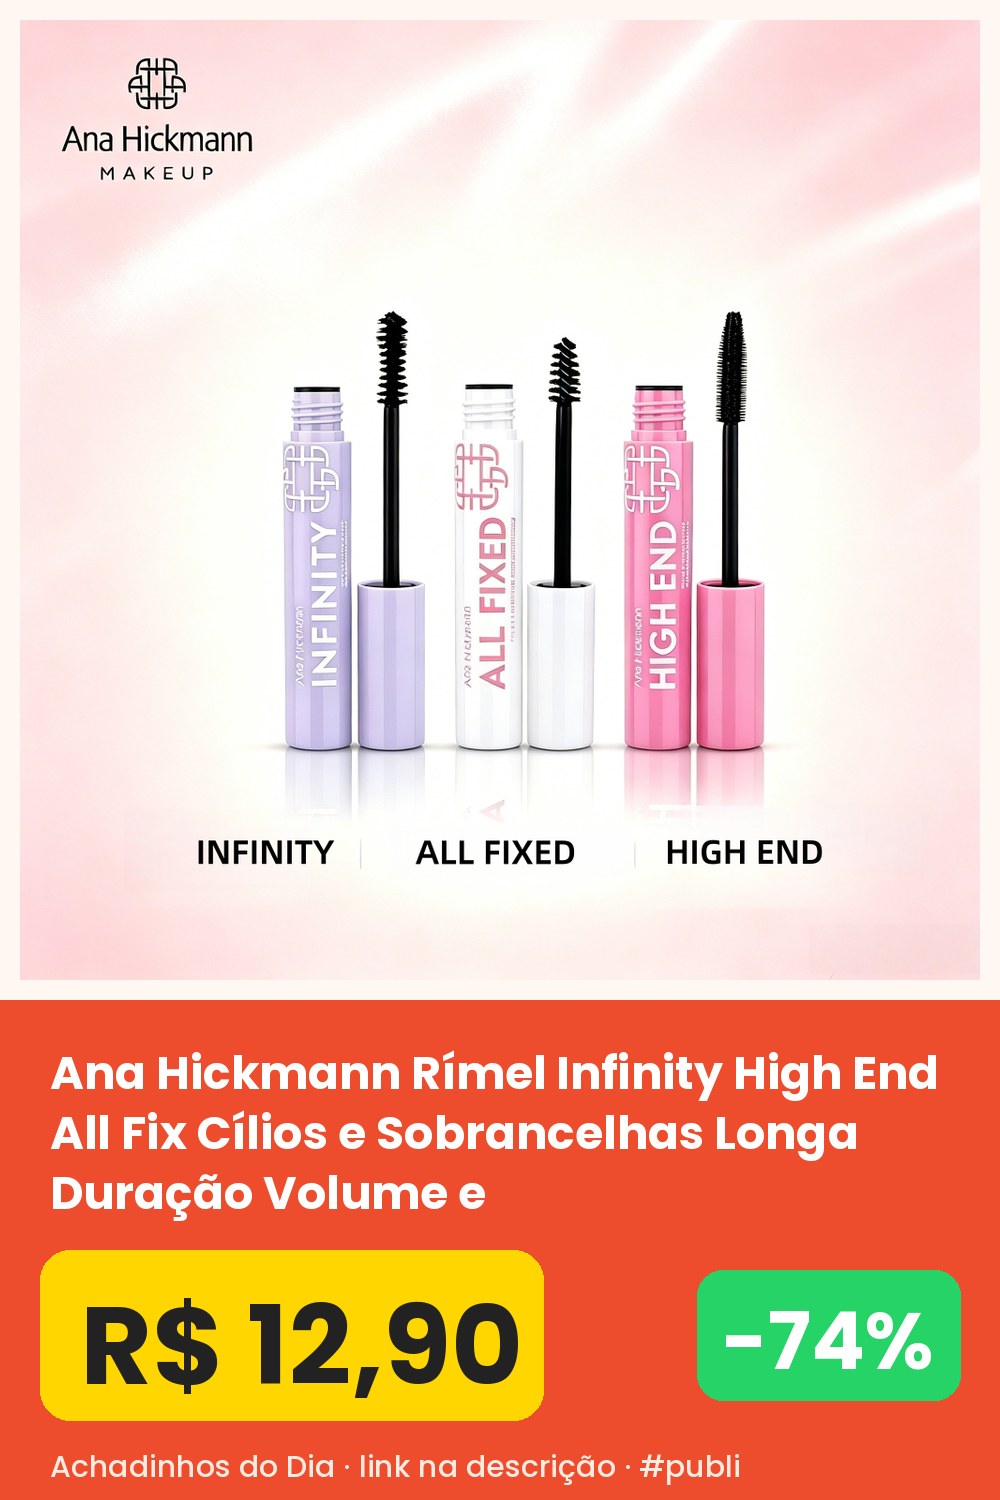 Ana Hickmann
MAKEUP
INFINITY
ALL FIXED
HIGH END
INFINITY
ALL FIXED
HIGH END
Ana Hickmann Rímel Infinity High End
All Fix Cílios e Sobrancelhas Longa
Duração Volume e
R$ 12,90
-74%
Achadinhos do Dia · link na descrição · #publi